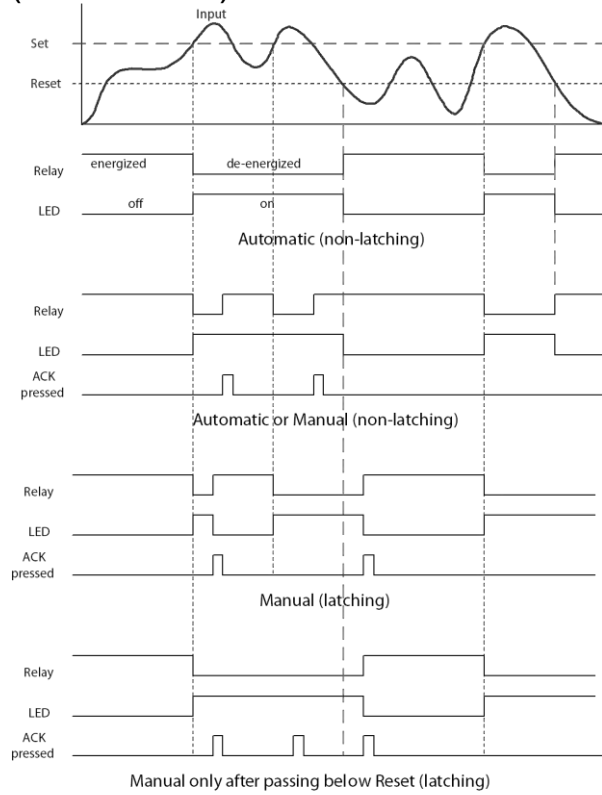 Input
Set
Reset
energized de-energized
Relay
off on
LED
Automatic (non-latching)
Relay
LED
ACK
pressed
Automatic or Manual (non-latching)
Relay
LED
ACK
pressed
Manual (latching)
Relay
LED
ACK
pressed
Manual only after passing below Reset (latching)